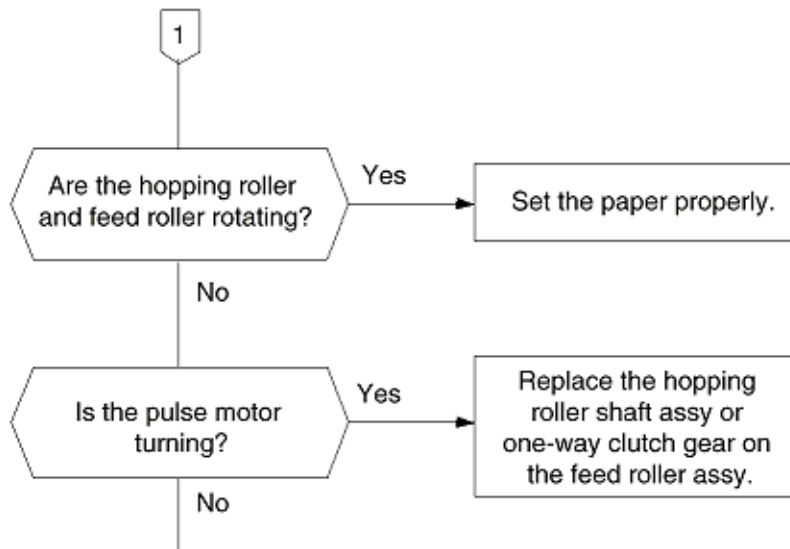 1
Are the hopping roller
and feed roller rotating?
Yes
Set the paper properly.
No
Is the pulse motor
turning?
Yes
Replace the hopping
roller shaft assy or
one-way clutch gear on
the feed roller assy.
No